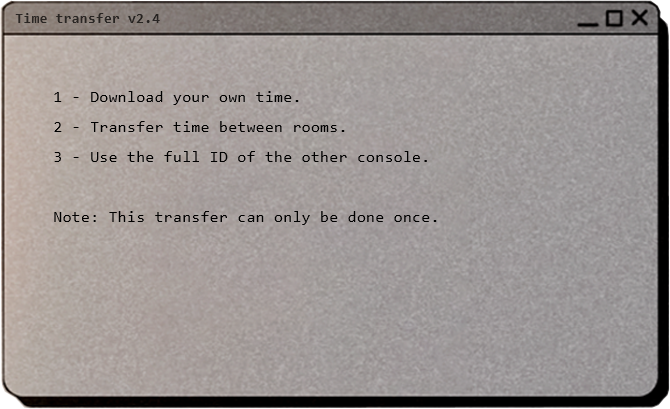 Time transfer v2.4
1 - Download your own time.
2 - Transfer time between rooms.
3 - Use the full ID of the other console.
Note: This transfer can only be done once.